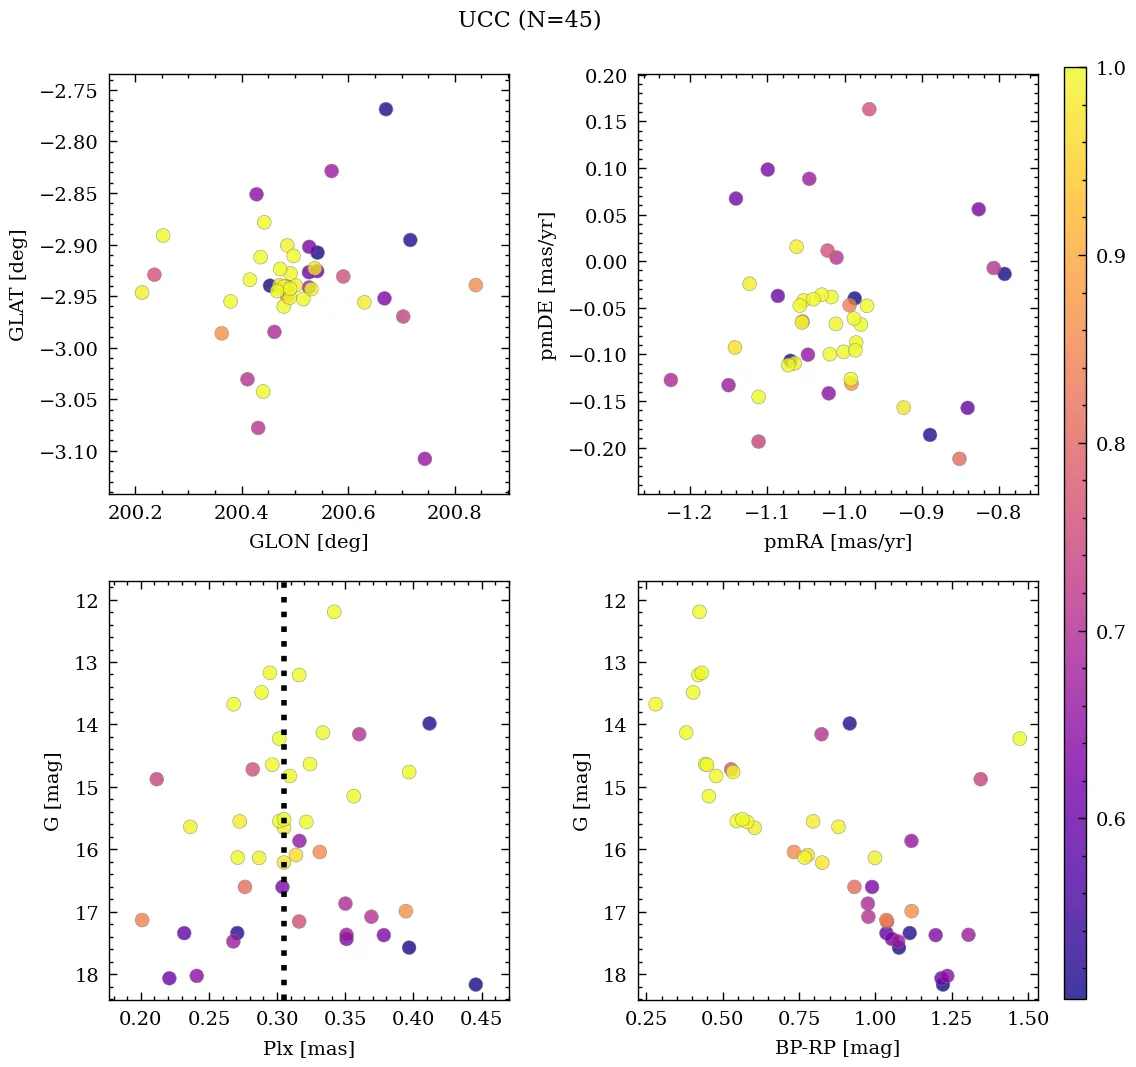 UCC (N=45)
−2.75
−2.80
−2.85
−2.90
−2.95
−3.00
−3.05
−3.10
GLAT [deg]
200.2 200.4 200.6 200.8
GLON [deg]
0.20
0.15
0.10
0.05
0.00
−0.05
−0.10
−0.15
−0.20
pmDE [mas/yr]
−1.2 −1.1 −1.0 −0.9 −0.8
pmRA [mas/yr]
12
13
14
15
16
17
18
G [mag]
0.20 0.25 0.30 0.35 0.40 0.45
Plx [mas]
12
13
14
15
16
17
18
G [mag]
0.25 0.50 0.75 1.00 1.25 1.50
BP-RP [mag]
1.0
0.9
0.8
0.7
0.6